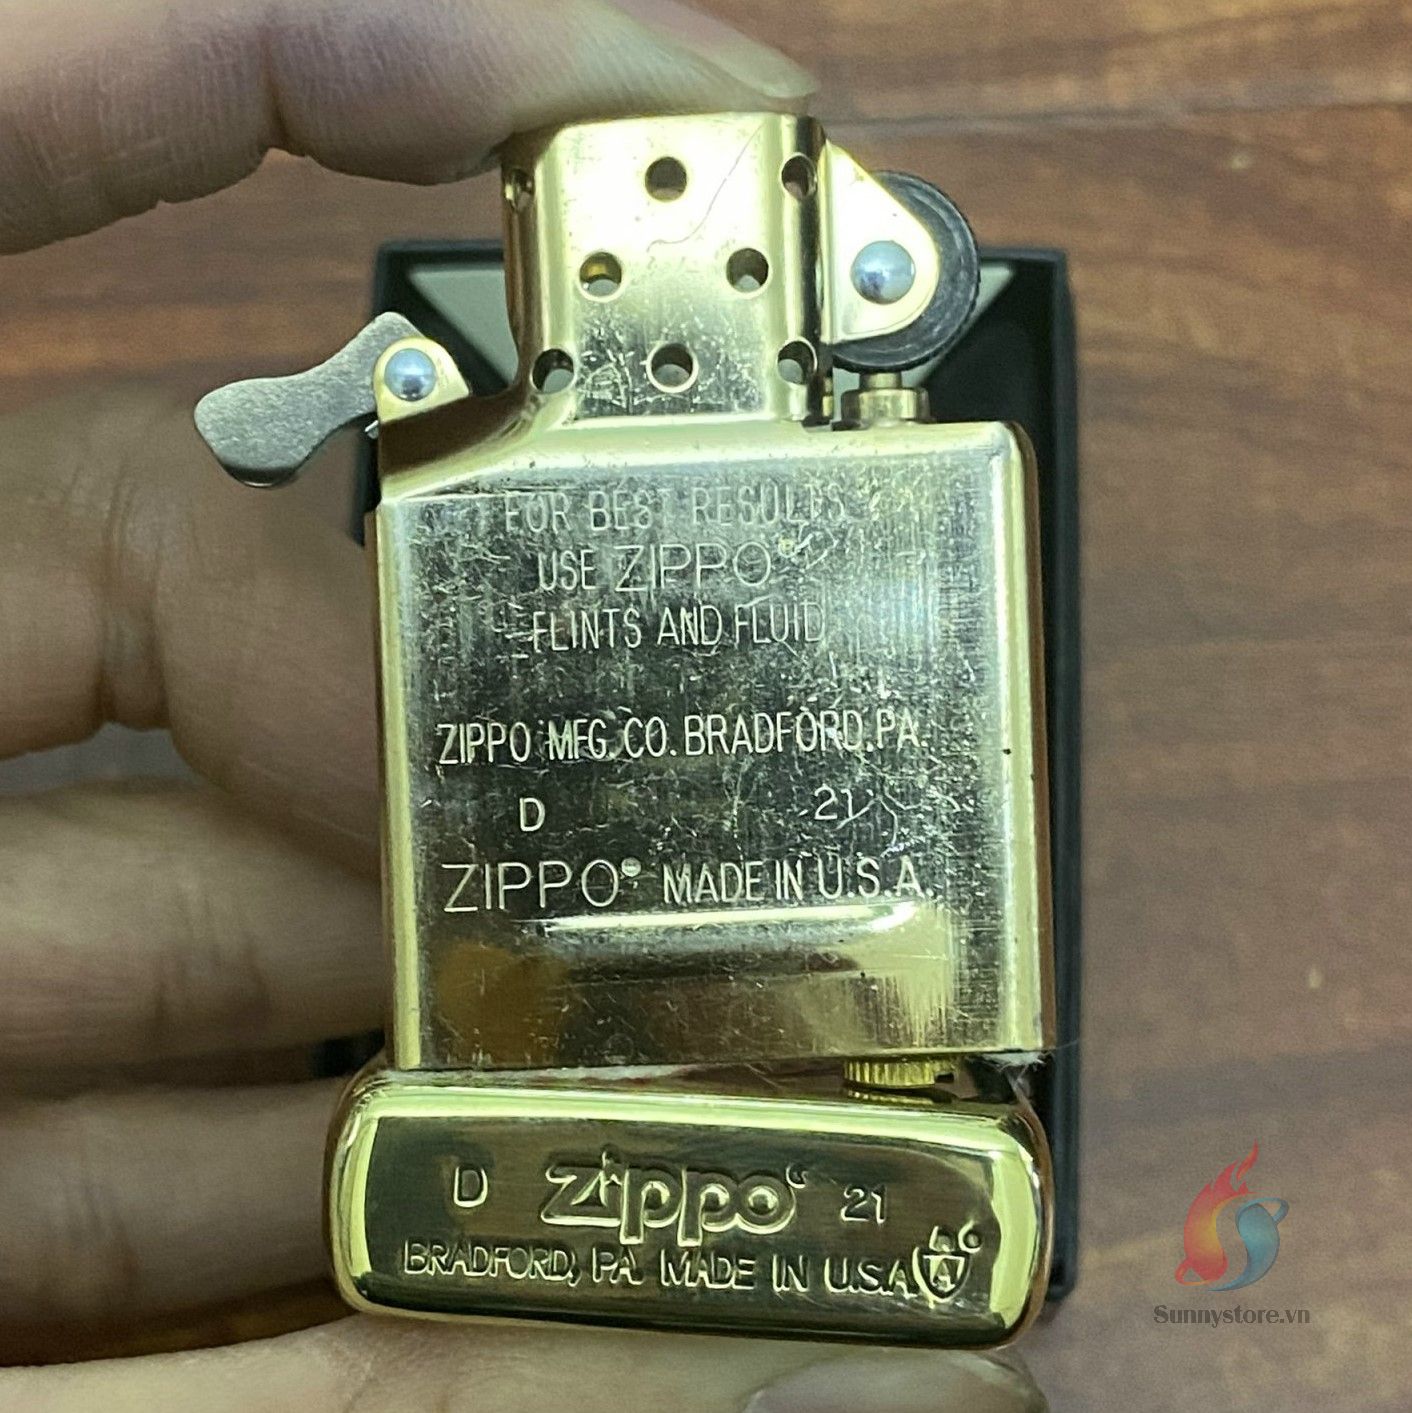 FOR BEST RESULTS
USE ZIPPO®
FLINTS AND FLUID
ZIPPO MFG. CO. BRADFORD, PA.
D 21
ZIPPO® MADE IN U.S.A.
D zippo 21
BRADFORD, PA. MADE IN U.S.A.
A
Sunnystore.vn